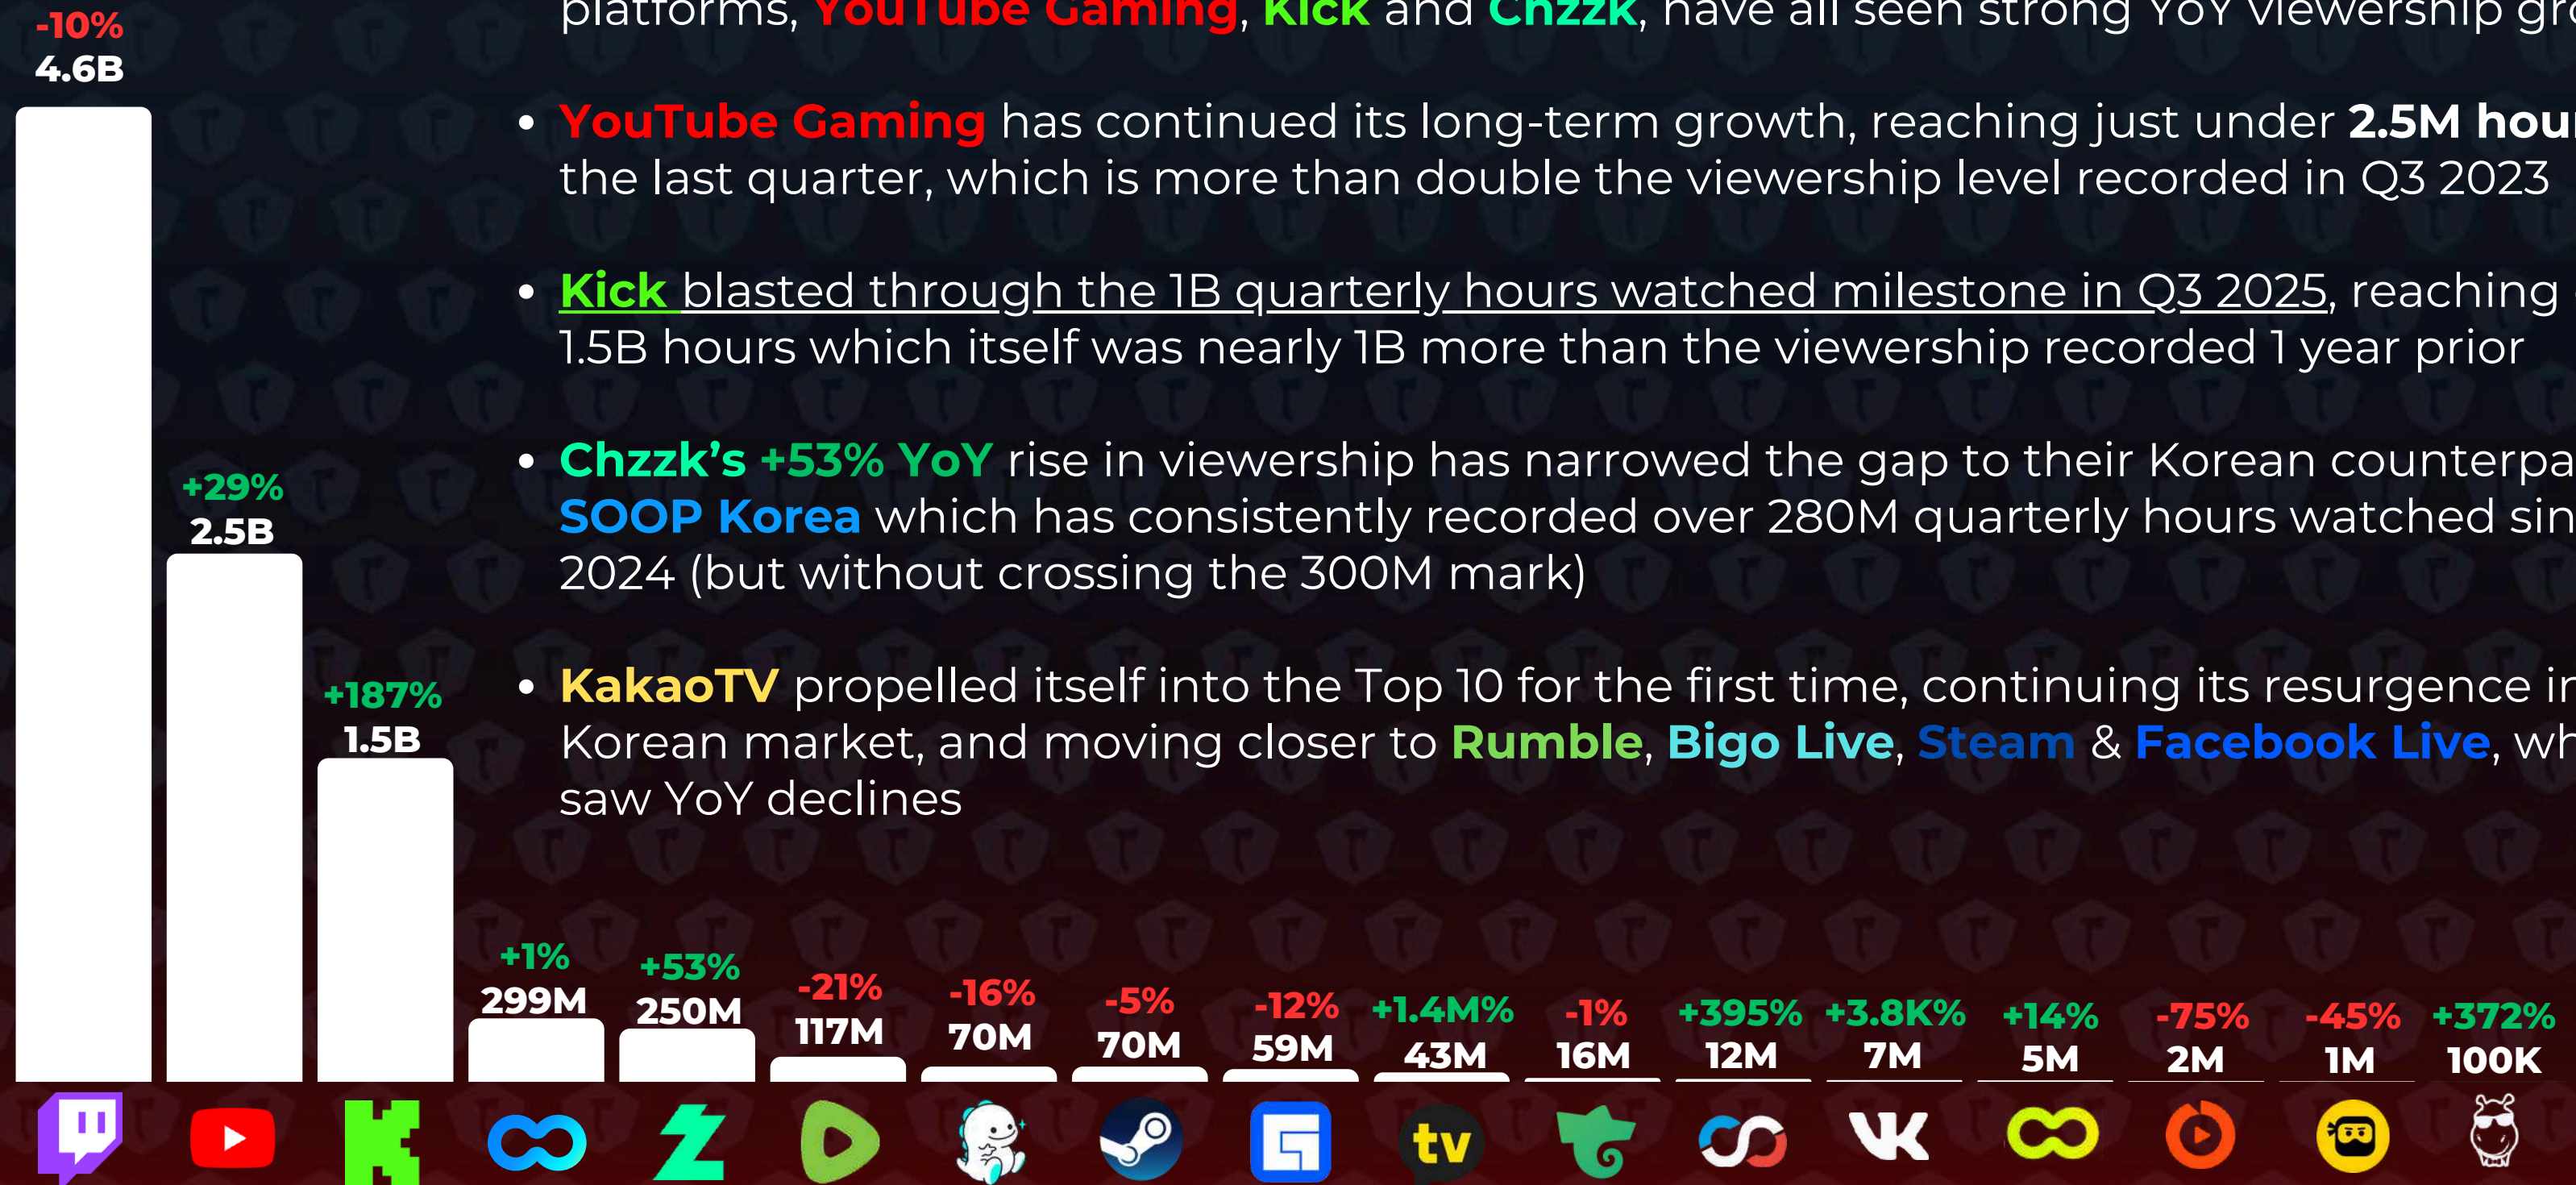 -10%
4.6B
platforms, YouTube Gaming, Kick and Chzzk, have all seen strong YoY viewership
• YouTube Gaming has continued its long-term growth, reaching just under 2.5M
the last quarter, which is more than double the viewership level recorded in Q3 2023
• Kick blasted through the 1B quarterly hours watched milestone in Q3 2025, reaching
1.5B hours which itself was nearly 1B more than the viewership recorded 1 year prior
• Chzzk's +53% YoY rise in viewership has narrowed the gap to their Korean
SOOP Korea which has consistently recorded over 280M quarterly hours watched
2024 (but without crossing the 300M mark)
• KakaoTV propelled itself into the Top 10 for the first time, continuing its resurgence
Korean market, and moving closer to Rumble, Bigo Live, Steam & Facebook Live,
saw YoY declines
+29%
2.5B
+187%
1.5B
+1%
299M
+53%
250M
-21%
117M
-16%
70M
-5%
70M
-12%
59M
+1.4M%
43M
-1%
16M
+395%
12M
+3.8K%
7M
+14%
5M
-75%
2M
-45%
1M
+372%
100K
tv